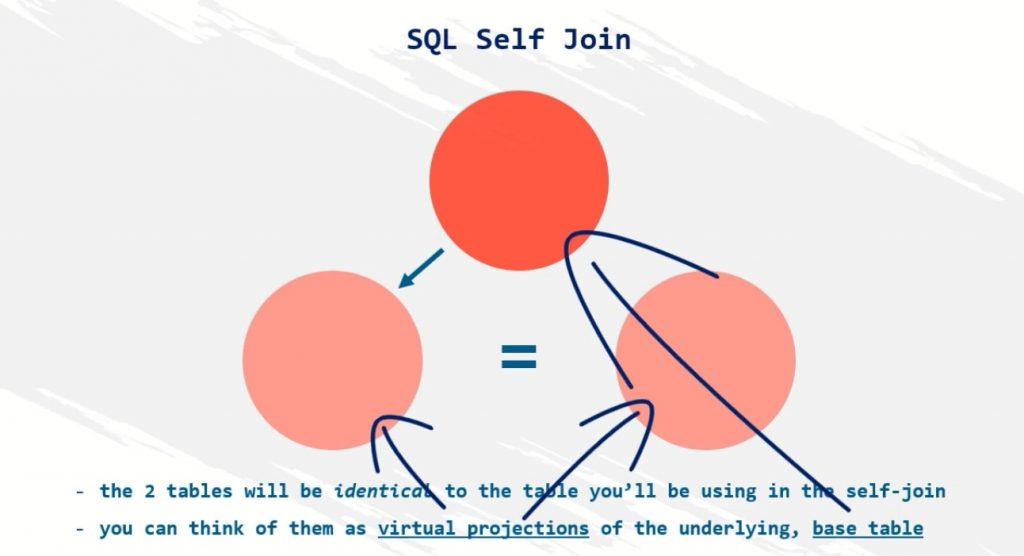 SQL Self Join
=
- the 2 tables will be identical to the table you’ll be using in the self-join
- you can think of them as virtual projections of the underlying, base table